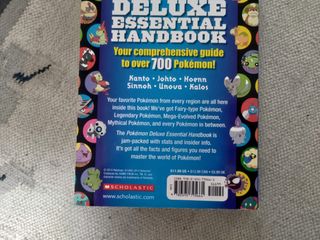 DELUXE
ESSENTIAL
HANDBOOK
Your comprehensive guide
to over 700 Pokémon!
Kanto • Johto • Hoenn
Sinnoh • Unova • Kalos
Your favorite Pokémon from every region are all here
inside this book! We've got Fairy-type Pokémon,
Legendary Pokémon, Mega-Evolved Pokémon,
Mythical Pokémon, and every Pokémon in between.
The Pokémon Deluxe Essential Handbook is
jam-packed with stats and insider info.
It's got all the facts and figures you need to
master the world of Pokémon!
SCHOLASTIC
www.scholastic.com